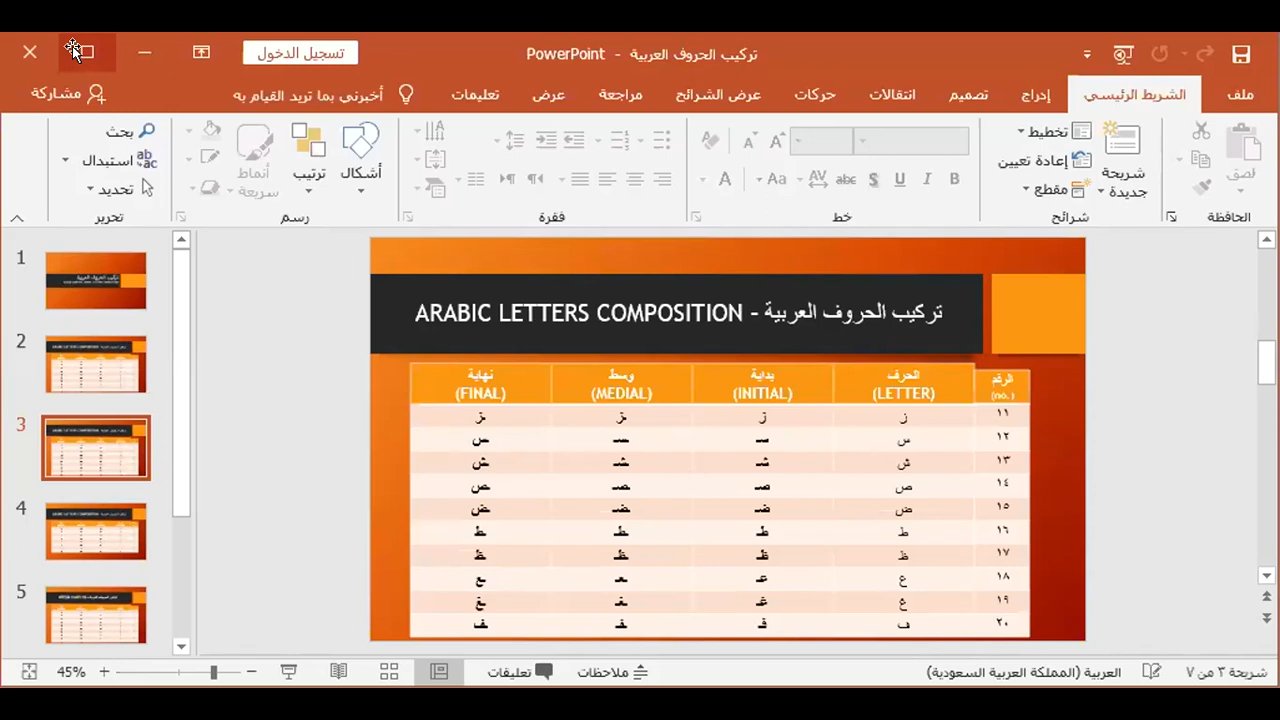 تركيب الحروف العربية - PowerPoint
تسجيل الدخول
ملف الشريط الرئيسي إدراج تصميم انتقالات حركات عرض الشرائح مراجعة عرض تعليمات أخبرني بما تريد القيام به مشاركة
لصق
شريحة جديدة
تخطيط
إعادة تعيين
مقطع
أشكال
ترتيب
أنماط سريعة
بحث
استبدال
تحديد
الحافظة شرائح خط فقرة رسم تحرير
1
2
3
4
5
تركيب الحروف العربية - ARABIC LETTERS COMPOSITION
الرقم (no.) الحرف (LETTER) بداية (INITIAL) وسط (MEDIAL) نهاية (FINAL)
١١ ز ز ـز ـز
١٢ س سـ ـسـ ـس
١٣ ش شـ ـشـ ـش
١٤ ص صـ ـصـ ـص
١٥ ض ضـ ـضـ ـض
١٦ ط طـ ـطـ ـط
١٧ ظ ظـ ـظـ ـظ
١٨ ع عـ ـعـ ـع
١٩ غ غـ ـغـ ـغ
٢٠ ف فـ ـفـ ـف
شريحة ٣ من ٧ العربية (المملكة العربية السعودية) ملاحظات تعليقات 45%